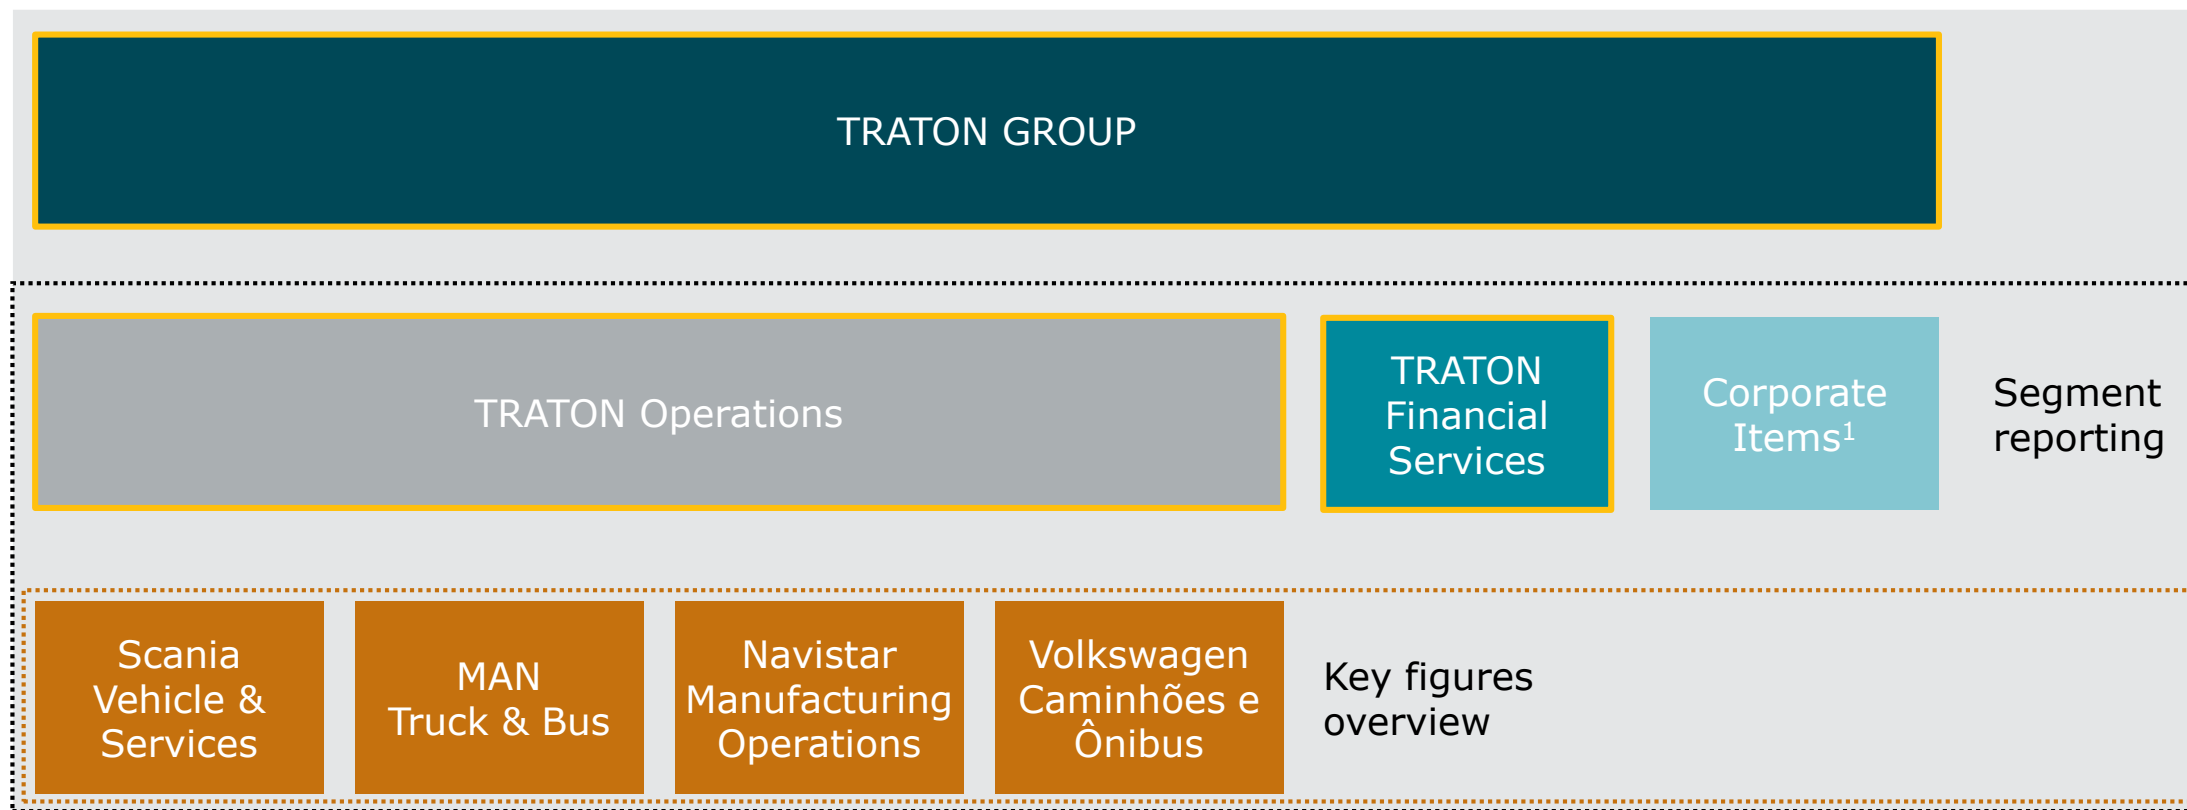 TRATON GROUP
TRATON Operations
TRATON
Financial
Services
Corporate
Items¹
Segment
reporting
Scania
Vehicle &
Services
MAN
Truck & Bus
Navistar
Manufacturing
Operations
Volkswagen
Caminhões e
Ônibus
Key figures
overview